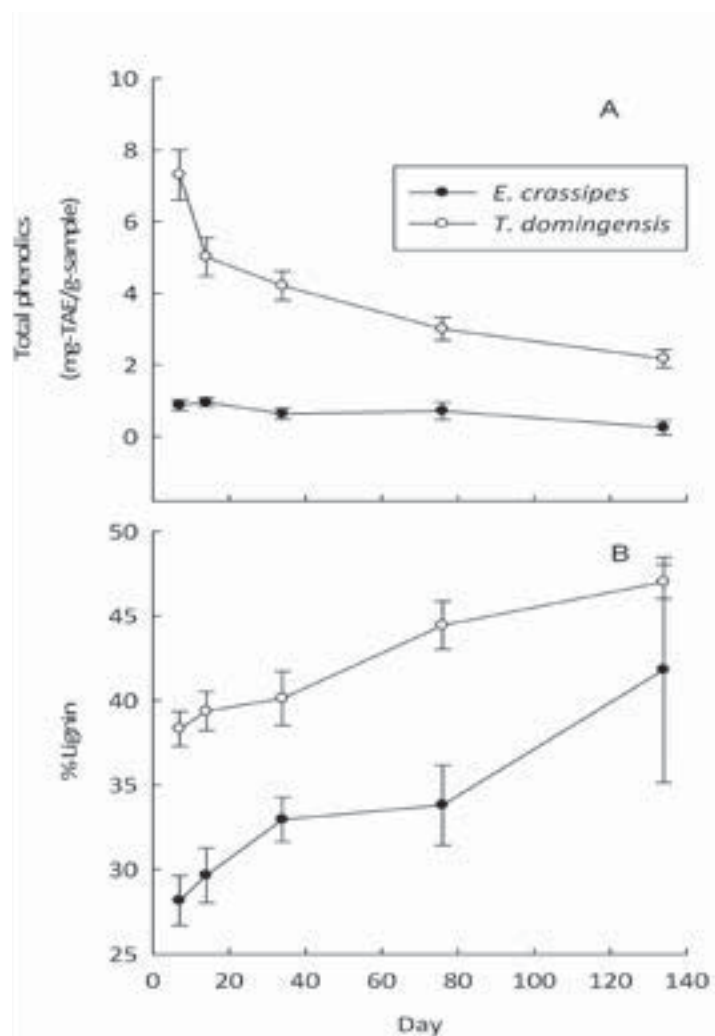 10
8
6
4
2
0
Total phenolics
(mg-TAE/g-sample)
A
E. crassipes
T. domingensis
50
45
40
35
30
25
%Lignin
B
0 20 40 60 80 100 120 140
Day